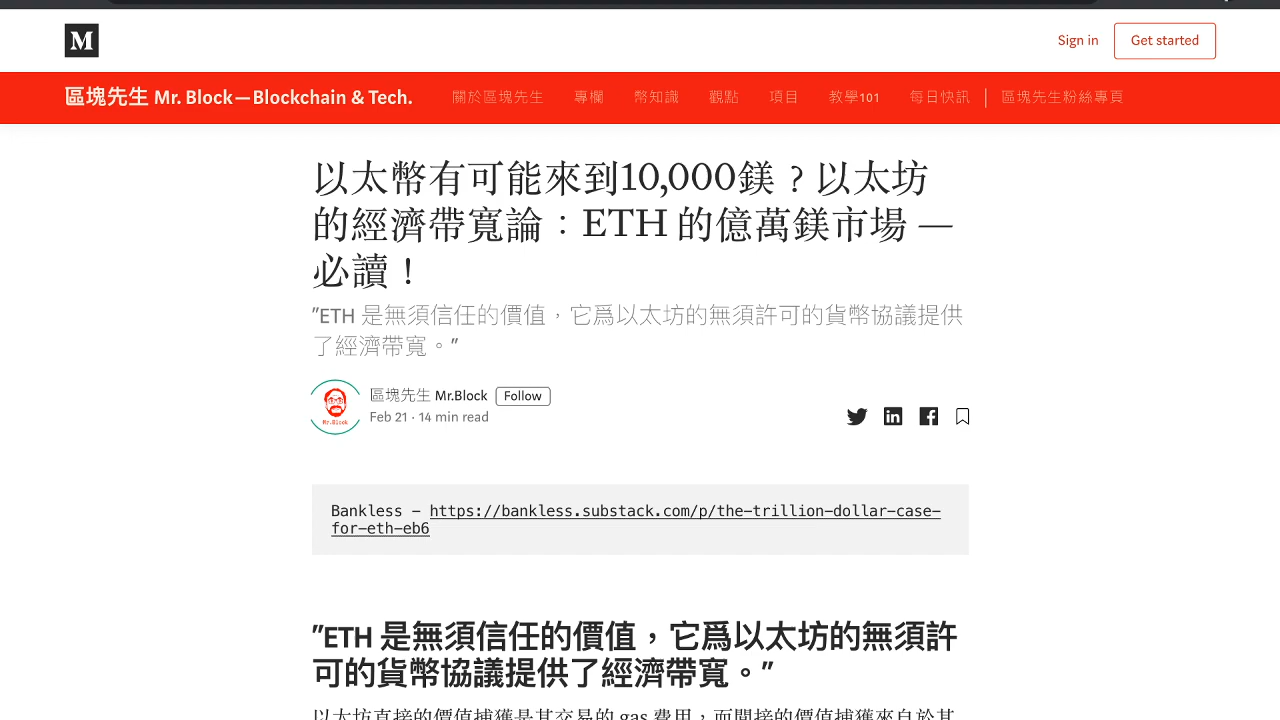 M
Sign in
Get started
區塊先生 Mr. Block — Blockchain & Tech.
關於區塊先生 專欄 幣知識 觀點 項目 教學101 每日快訊 區塊先生粉絲專頁
以太幣有可能來到10,000鎂？以太坊
的經濟帶寬論：ETH 的億萬鎂市場 —
必讀！
”ETH 是無須信任的價值，它爲以太坊的無須許可的貨幣協議提供
了經濟帶寬。”
Mr.Block
區塊先生 Mr.Block Follow
Feb 21 · 14 min read
Bankless - https://bankless.substack.com/p/the-trillion-dollar-case-
for-eth-eb6
”ETH 是無須信任的價值，它爲以太坊的無須許
可的貨幣協議提供了經濟帶寬。”
以太坊直接的價值捕獲是其交易的 gas 費用，而間接的價值捕獲來自於其